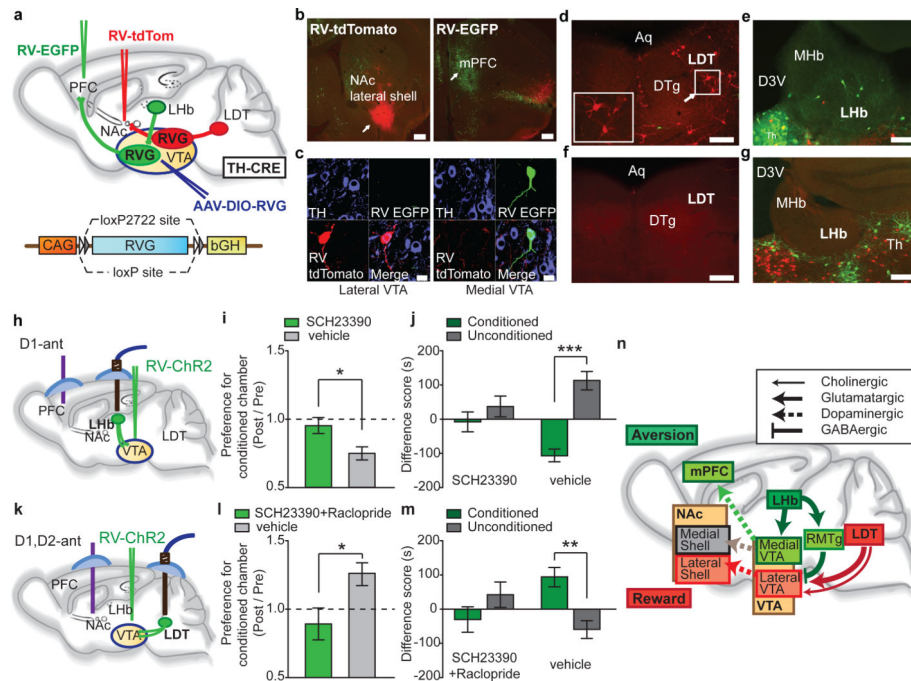 a
RV-EGFP
RV-tdTom
PFC
LHb
LDT
NAc
RVG
RVG
VTA
TH-CRE
AAV-DIO-RVG
loxP2722 site
CAG
RVG
bGH
loxP site
b
RV-tdTomato
RV-EGFP
NAc
lateral shell
mPFC
c
TH
RV EGFP
RV
tdTomato
Merge
Lateral VTA
TH
RV EGFP
RV
tdTomato
Merge
Medial VTA
d
Aq
LDT
DTg
e
MHb
D3V
LHb
Th
f
Aq
LDT
DTg
g
D3V
MHb
LHb
Th
h
D1-ant
RV-ChR2
PFC
LHb
NAc
VTA
LDT
i
SCH23390
vehicle
Preference for
conditioned chamber
(Post / Pre)
1.5
1.0
0.5
*
j
Conditioned
Unconditioned
Difference score (s)
200
100
0
-100
-200
***
SCH23390
vehicle
k
D1,D2-ant
RV-ChR2
PFC
LHb
NAc
VTA
LDT
l
SCH23390+Raclopride
vehicle
Preference for
conditioned chamber
(Post / Pre)
1.5
1.0
0.5
*
m
Conditioned
Unconditioned
Difference score (s)
200
100
0
-100
-200
**
SCH23390
+Raclopride
vehicle
n
Cholinergic
Glutamatargic
Dopaminergic
GABAergic
Aversion
mPFC
LHb
NAc
Medial
Shell
Lateral
Shell
Medial
VTA
RMTg
LDT
Lateral
VTA
VTA
Reward